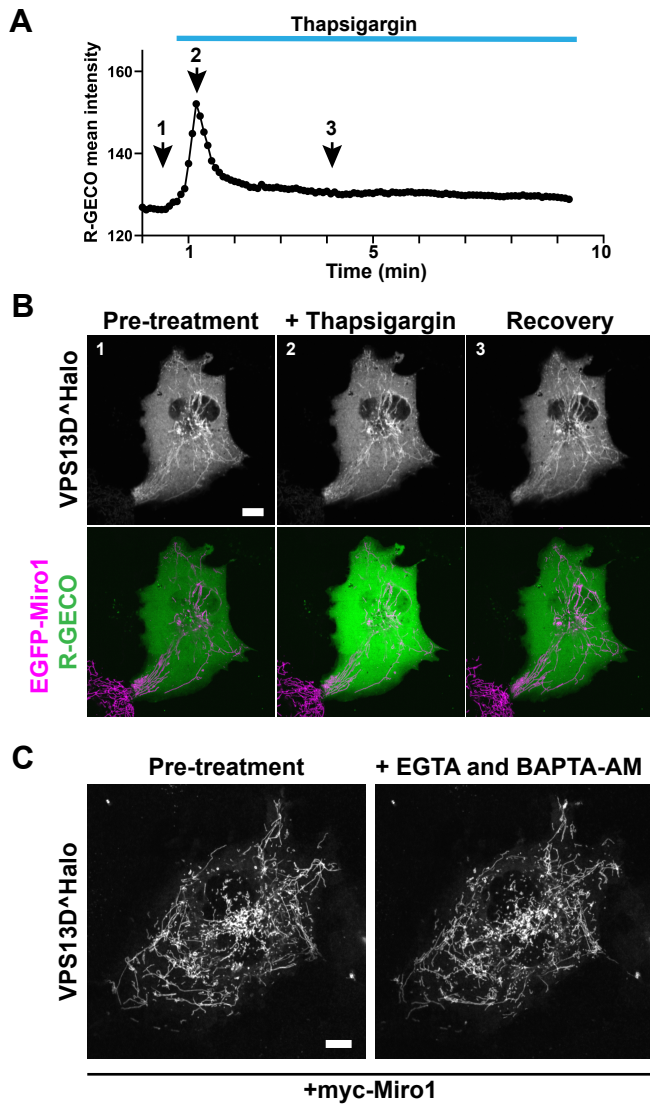 A
Thapsigargin
R-GECO mean intensity
160
140
120
1
2
3
1
5
10
Time (min)
B
Pre-treatment
+ Thapsigargin
Recovery
VPS13D^Halo
1
2
3
EGFP-Miro1
R-GECO
C
Pre-treatment
+ EGTA and BAPTA-AM
VPS13D^Halo
+myc-Miro1